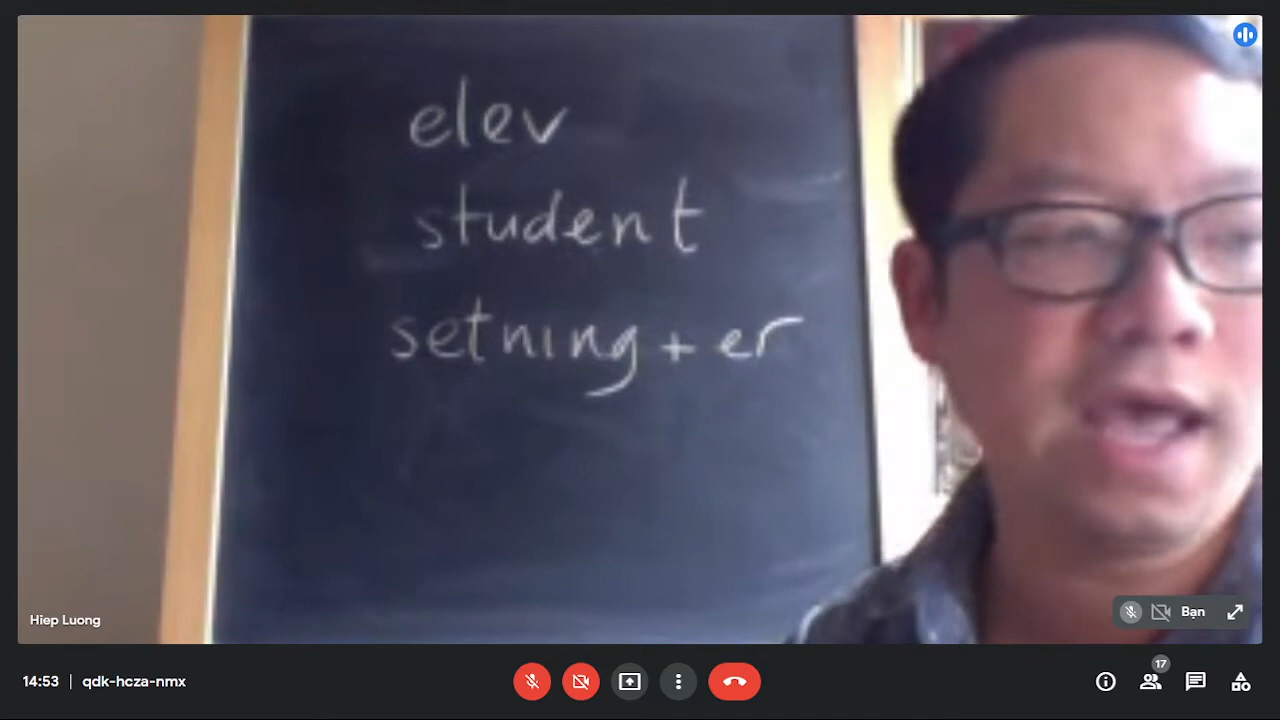 elev
student
setning + er
Hiep Luong
Bạn
14:53 | qdk-hcza-nmx
17